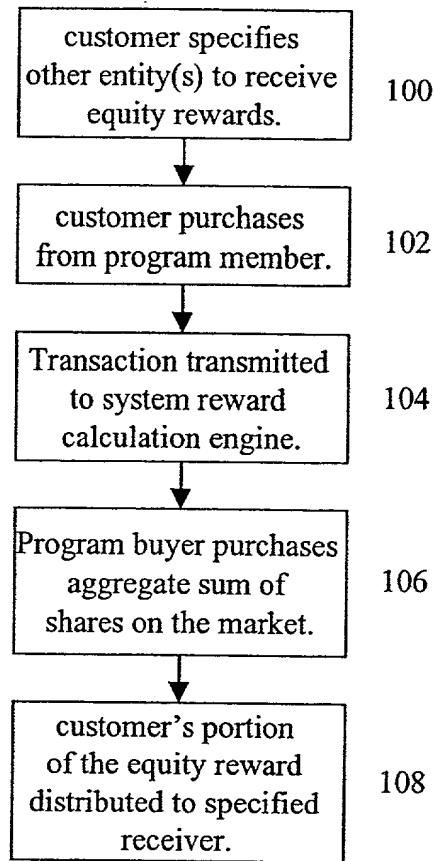 customer specifies
other entity(s) to receive
equity rewards.
100
customer purchases
from program member.
102
Transaction transmitted
to system reward
calculation engine.
104
Program buyer purchases
aggregate sum of
shares on the market.
106
customer's portion
of the equity reward
distributed to specified
receiver.
108